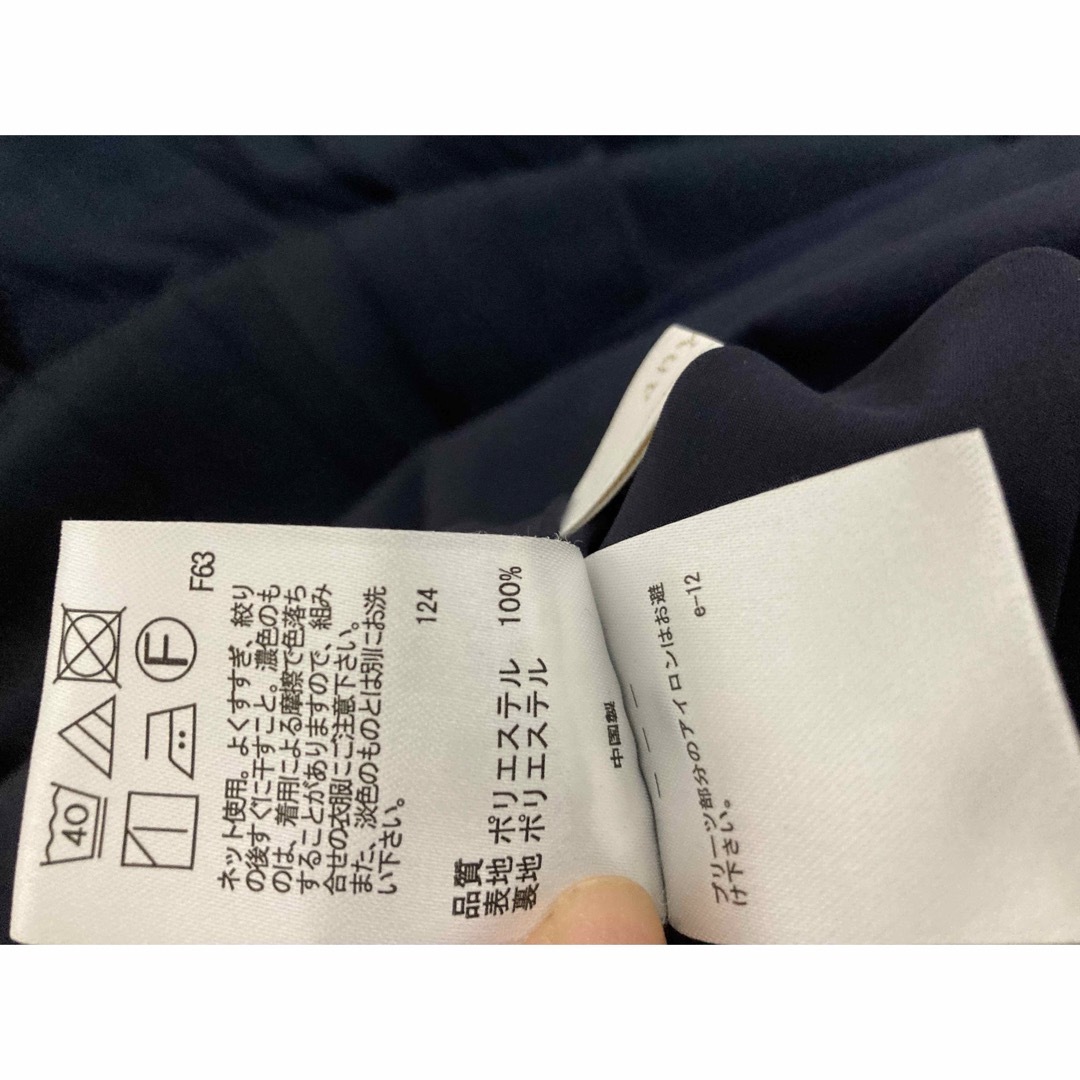 40
F
F63
ネット使用。よくすすぎ、絞り
の後すぐに干すこと。濃色のも
のは、着用による摩擦で色落ち
することがありますので、組み
合せの衣服にご注意下さい。
また、淡色のものとは別にお洗
い下さい。
124
品質
表地 ポリエステル 100%
裏地 ポリエステル
中国製
プリーツ部分のアイロンはお避
け下さい。
e-12